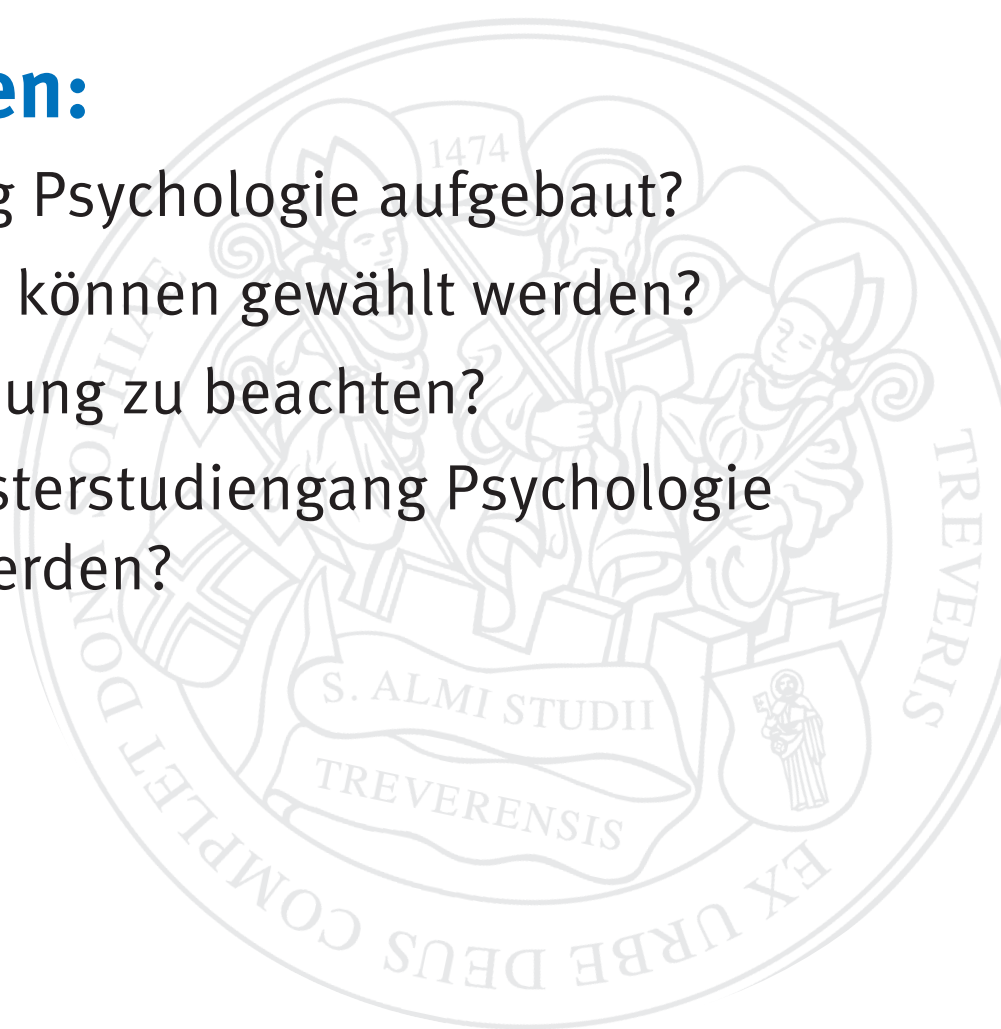 en:
g Psychologie aufgebaut?
können gewählt werden?
ung zu beachten?
sterstudiengang Psychologie
erden?
1474
S. ALMI STUDII
TREVERENSIS
TREVERIS EX URBE DEUS COMPLET DONA SOPHIAE